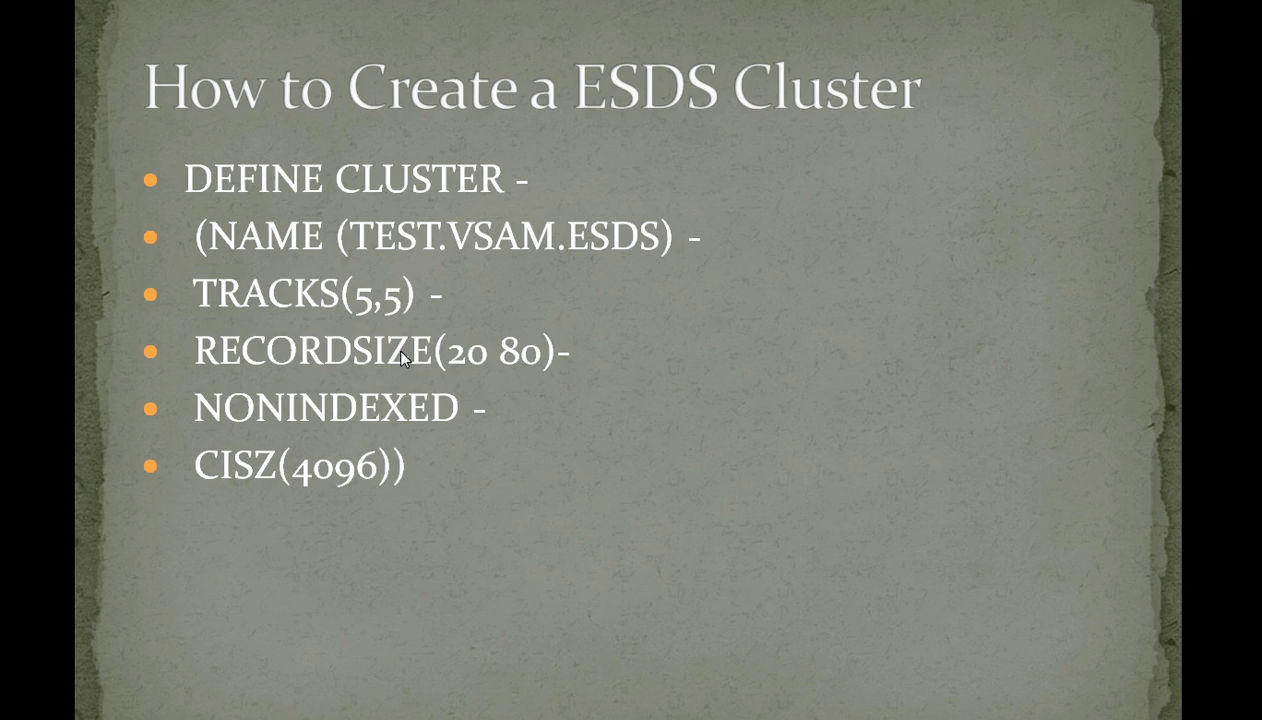 How to Create a ESDS Cluster
• DEFINE CLUSTER -
• (NAME (TEST.VSAM.ESDS) -
• TRACKS(5,5) -
• RECORDSIZE(20 80)-
• NONINDEXED -
• CISZ(4096))